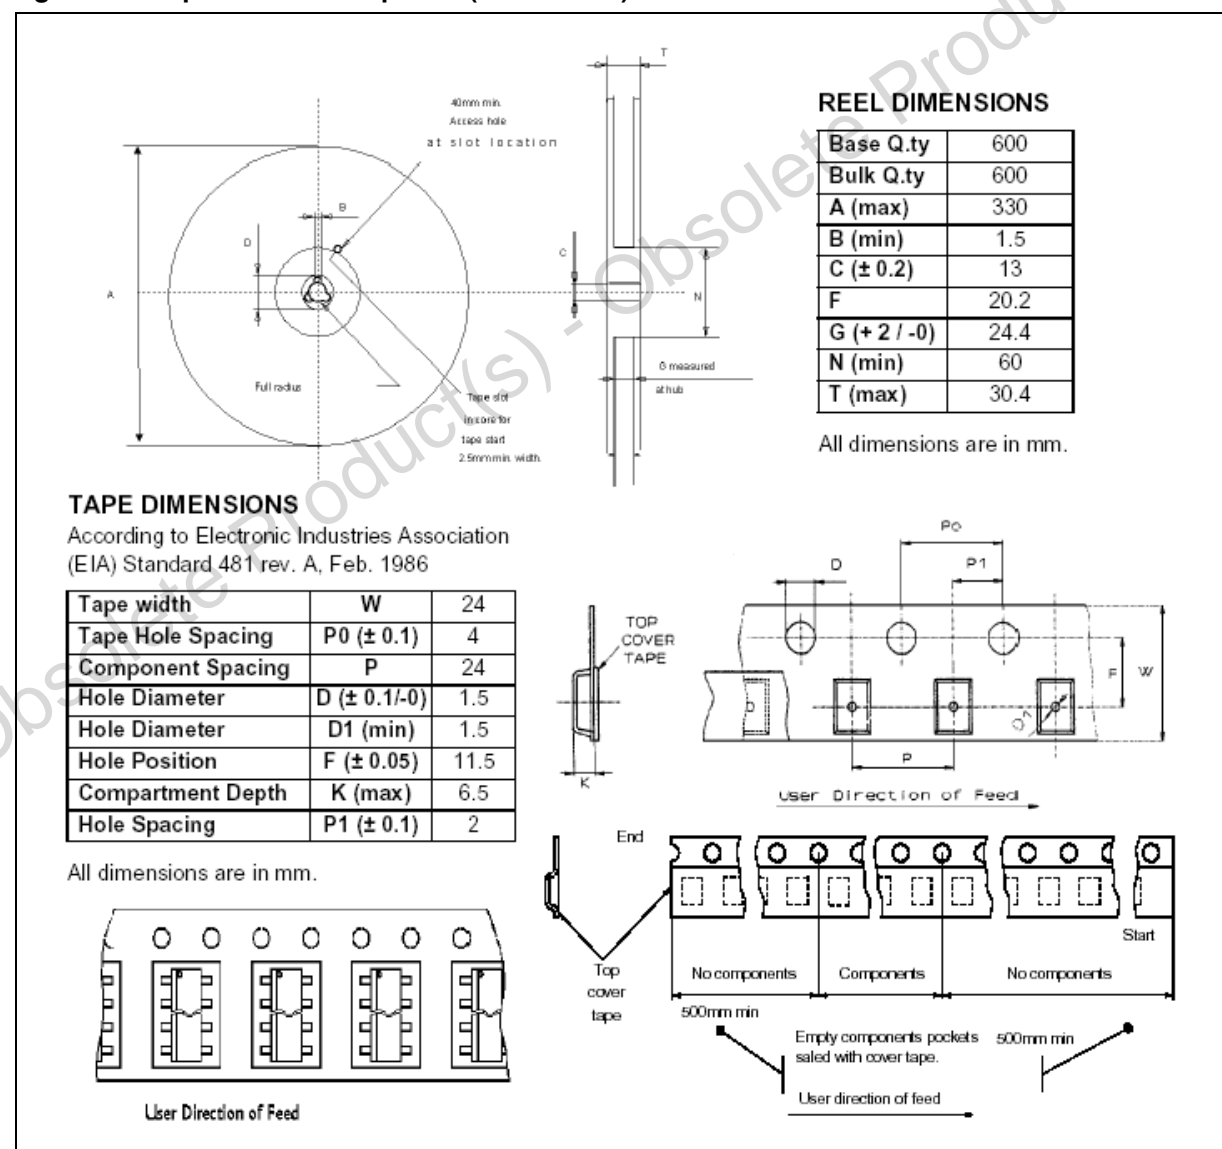 40mm min.
Access hole
at slot location
T
B
D
A
C
N
Full radius
Tape slot
in core for
tape start
2.5mm min. width.
G measured
at hub
REEL DIMENSIONS
Base Q.ty 600
Bulk Q.ty 600
A (max) 330
B (min) 1.5
C (± 0.2) 13
F 20.2
G (+ 2 / -0) 24.4
N (min) 60
T (max) 30.4
All dimensions are in mm.
TAPE DIMENSIONS
According to Electronic Industries Association
(EIA) Standard 481 rev. A, Feb. 1986
Tape width W 24
Tape Hole Spacing P0 (± 0.1) 4
Component Spacing P 24
Hole Diameter D (± 0.1/-0) 1.5
Hole Diameter D1 (min) 1.5
Hole Position F (± 0.05) 11.5
Compartment Depth K (max) 6.5
Hole Spacing P1 (± 0.1) 2
All dimensions are in mm.
P0
D
P1
TOP
COVER
TAPE
F
W
K
P
User Direction of Feed
End
Start
Top
cover
tape
No components
Components
No components
500mm min
Empty components pockets
saled with cover tape.
500mm min
User direction of feed
User Direction of Feed
Obsolete Product(s) - Obsolete Produ